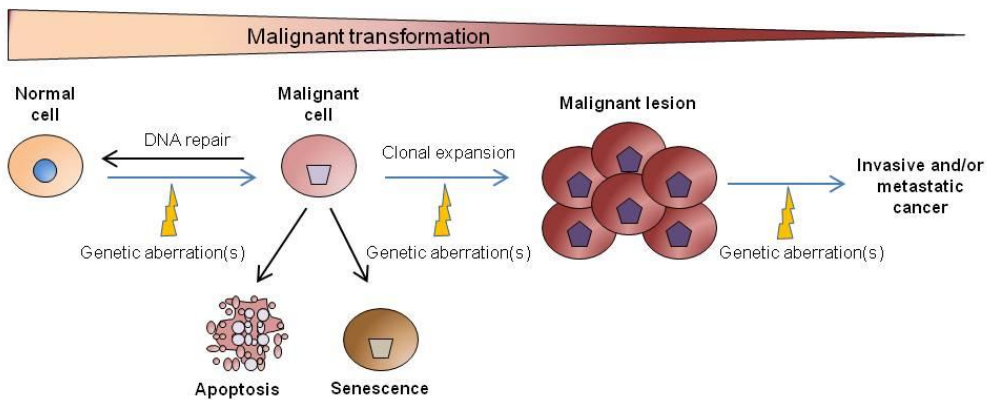 Malignant transformation
Normal
cell
Malignant
cell
Malignant lesion
DNA repair
Clonal expansion
Invasive and/or
metastatic
cancer
Genetic aberration(s)
Genetic aberration(s)
Genetic aberration(s)
Apoptosis
Senescence